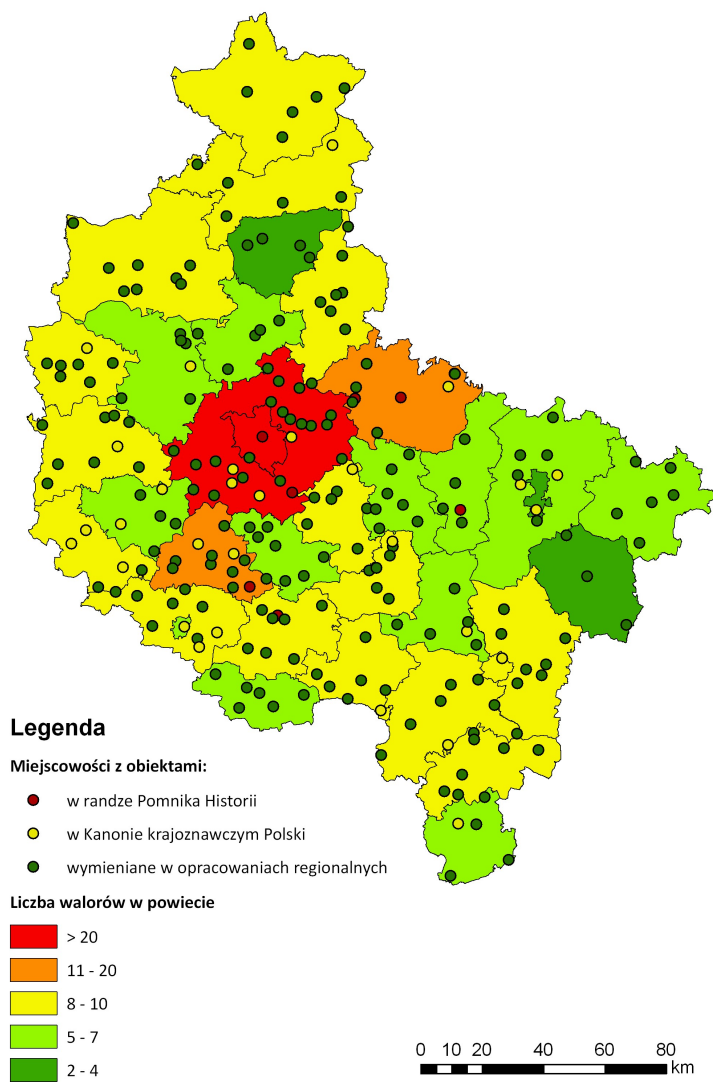 Legenda
Miejscowości z obiektami:
w randze Pomnika Historii
w Kanonie krajoznawczym Polski
wymieniane w opracowaniach regionalnych
Liczba walorów w powiecie
> 20
11 - 20
8 - 10
5 - 7
2 - 4
0 10 20 40 60 80
km